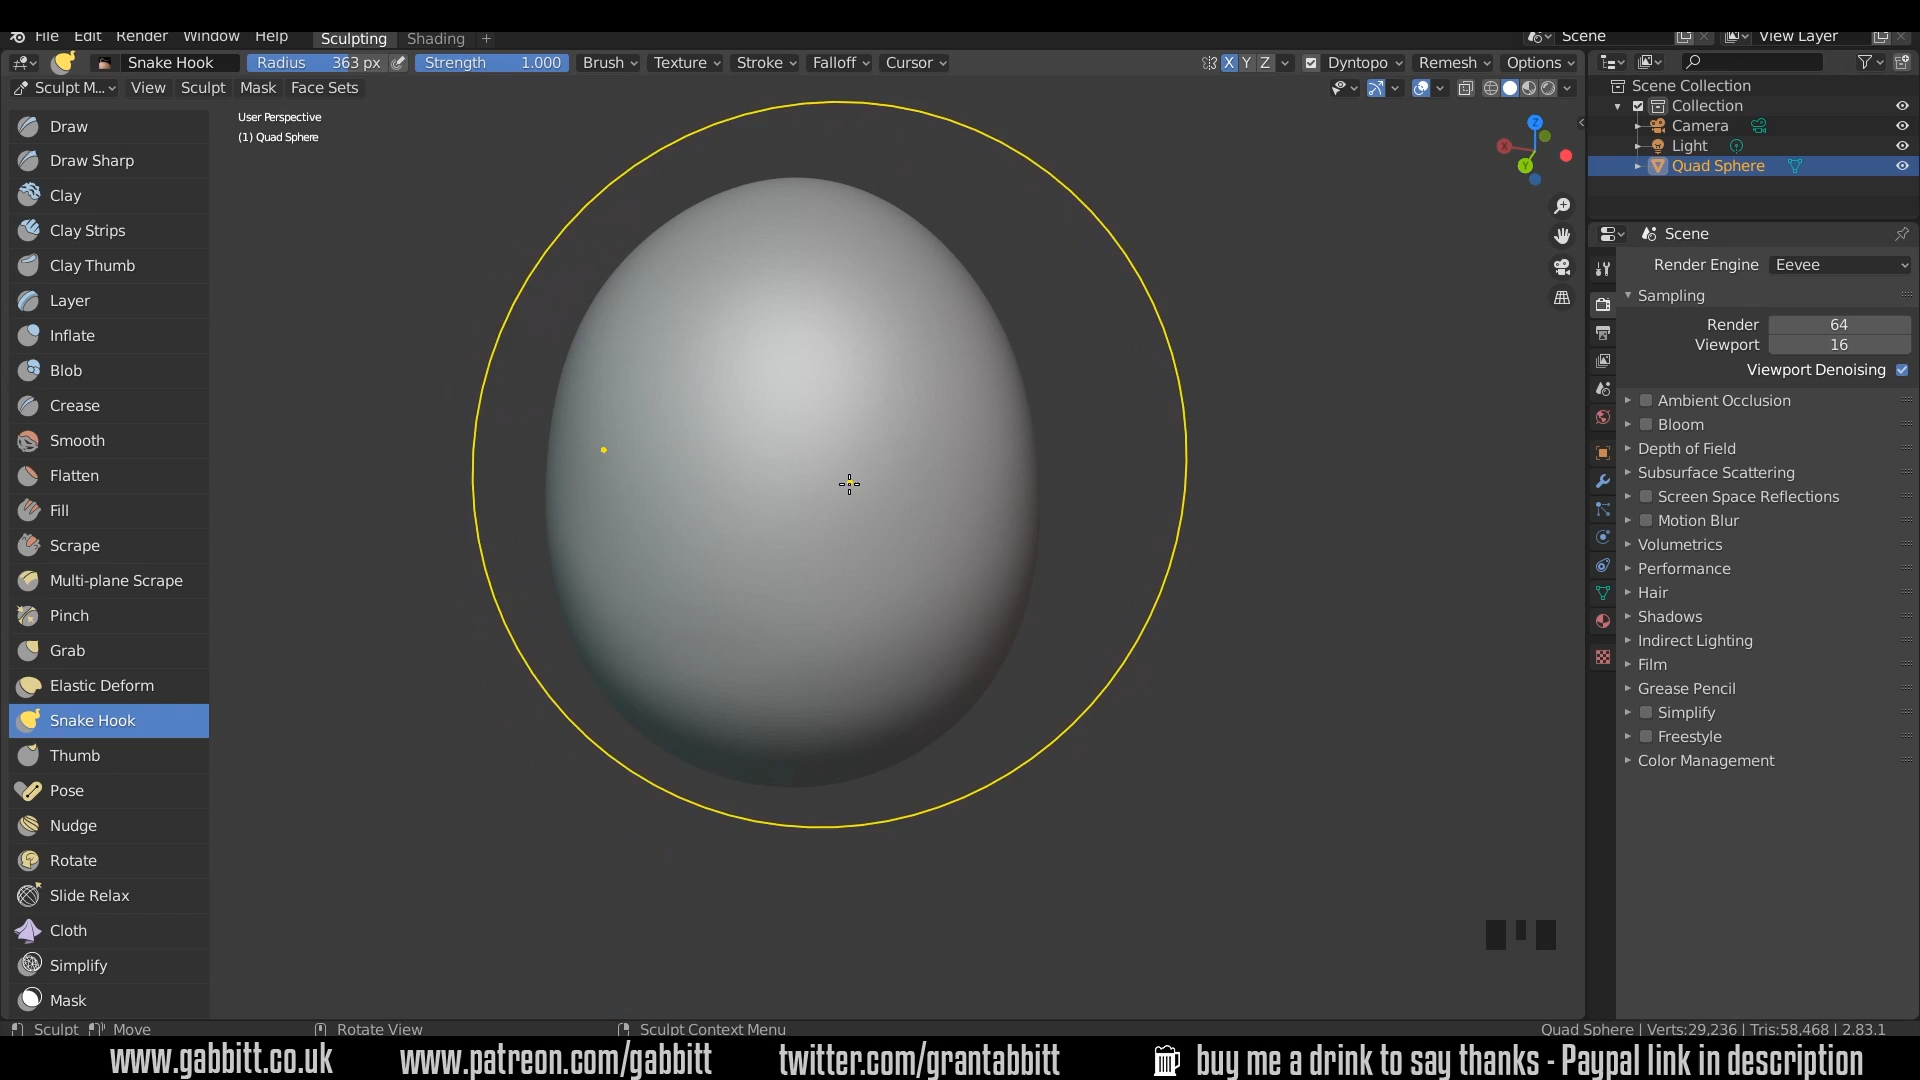 File Edit Render Window Help Sculpting Shading + Scene View Layer
Snake Hook Radius 363 px Strength 1.000 Brush Texture Stroke Falloff Cursor X Y Z Dyntopo Remesh Options
Sculpt M... View Sculpt Mask Face Sets
User Perspective
(1) Quad Sphere
Draw
Draw Sharp
Clay
Clay Strips
Clay Thumb
Layer
Inflate
Blob
Crease
Smooth
Flatten
Fill
Scrape
Multi-plane Scrape
Pinch
Grab
Elastic Deform
Snake Hook
Thumb
Pose
Nudge
Rotate
Slide Relax
Cloth
Simplify
Mask
Z
X
Y
Scene Collection
Collection
Camera
Light
Quad Sphere
Scene
Render Engine Eevee
Sampling
Render 64
Viewport 16
Viewport Denoising
Ambient Occlusion
Bloom
Depth of Field
Subsurface Scattering
Screen Space Reflections
Motion Blur
Volumetrics
Performance
Hair
Shadows
Indirect Lighting
Film
Grease Pencil
Simplify
Freestyle
Color Management
Sculpt Move Rotate View Sculpt Context Menu Quad Sphere | Verts:29,236 | Tris:58,468 | 2.83.1
www.gabbitt.co.uk www.patreon.com/gabbitt twitter.com/grantabbitt buy me a drink to say thanks - Paypal link in description